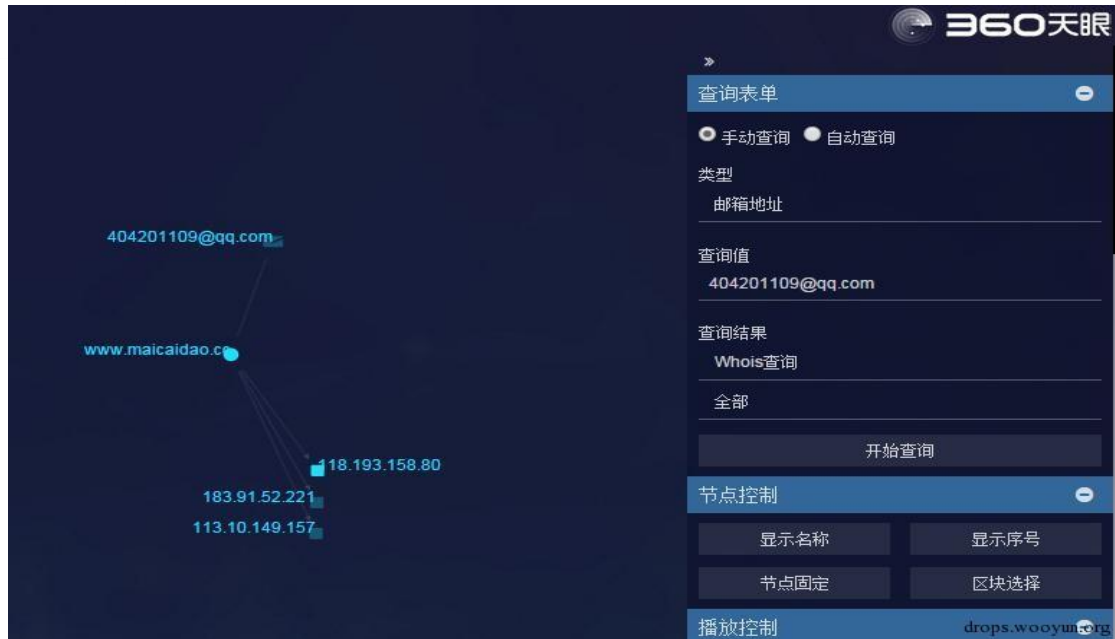 360天眼
»
查询表单
手动查询 自动查询
类型
邮箱地址
查询值
404201109@qq.com
查询结果
Whois查询
全部
开始查询
节点控制
显示名称 显示序号
节点固定 区块选择
播放控制
404201109@qq.com
www.maicaidao.co
118.193.158.80
183.91.52.221
113.10.149.157
drops.wooyun.org